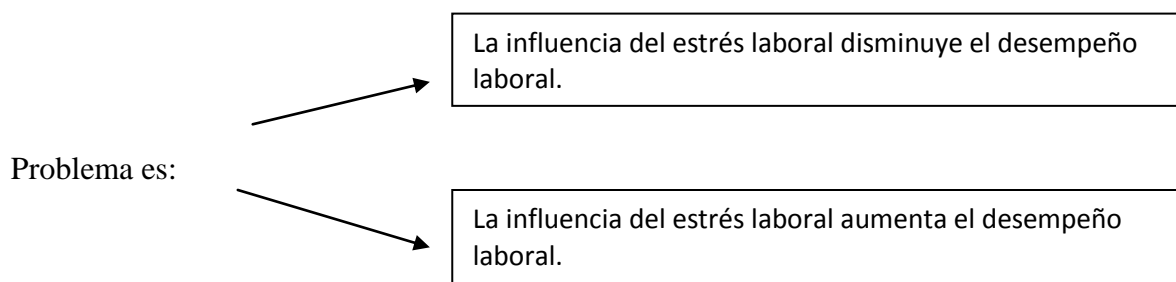 La influencia del estrés laboral disminuye el desempeño
laboral.
Problema es:
La influencia del estrés laboral aumenta el desempeño
laboral.